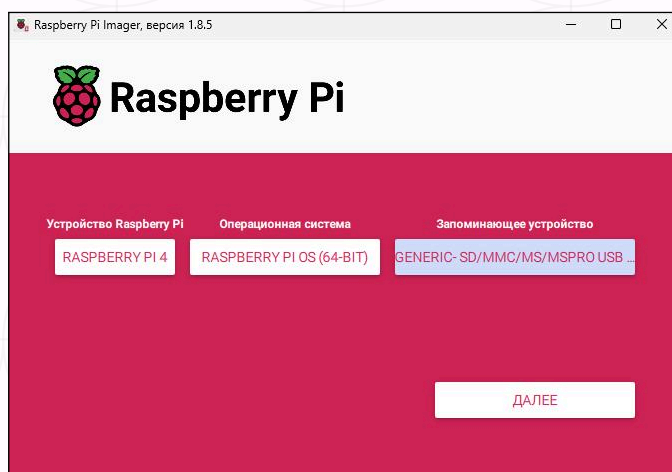 Raspberry Pi Imager, версия 1.8.5
Raspberry Pi
Устройство Raspberry Pi Операционная система Запоминающее устройство
RASPBERRY PI 4 RASPBERRY PI OS (64-BIT) GENERIC- SD/MMC/MS/MSPRO USB ...
ДАЛЕЕ